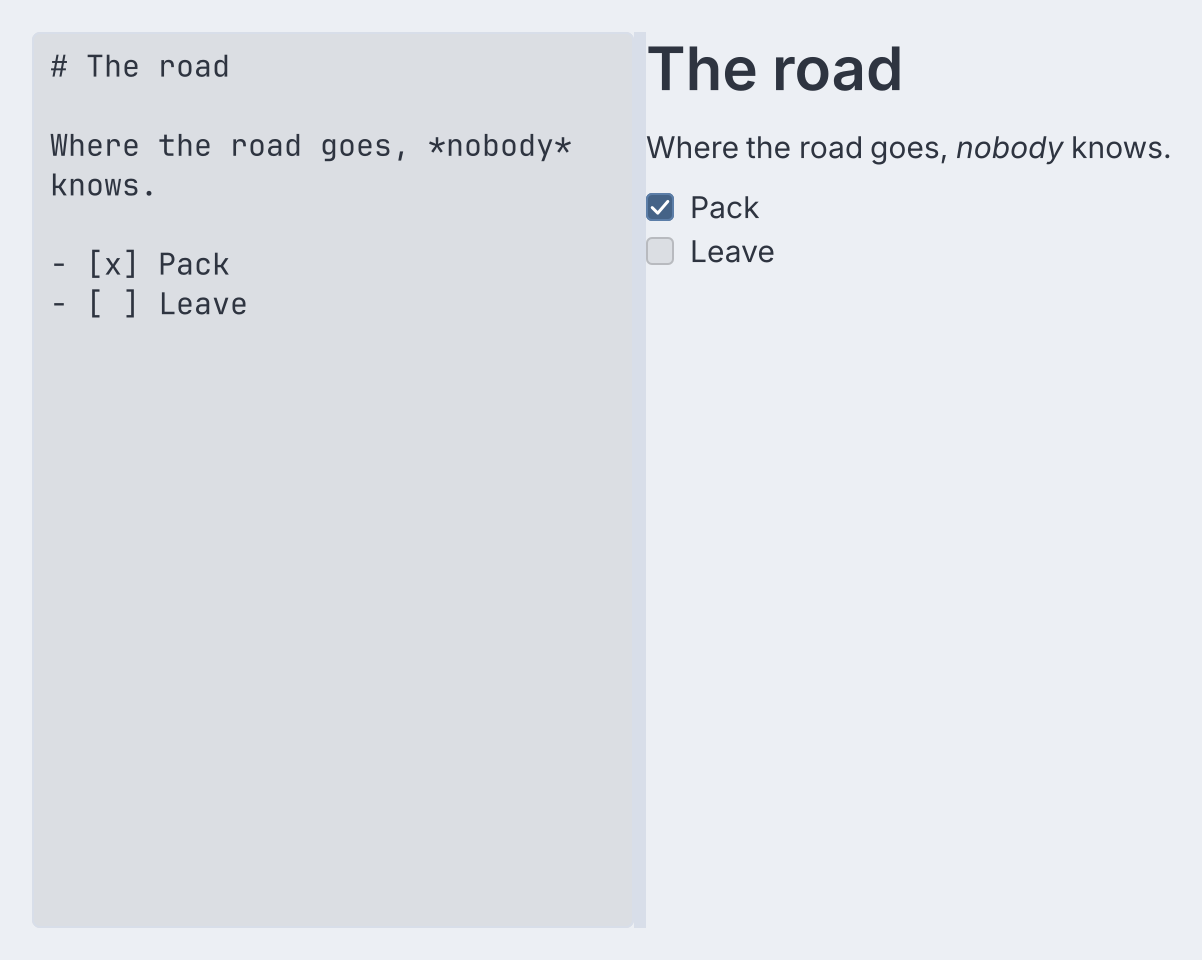 # The road
Where the road goes, *nobody*
knows.
- [x] Pack
- [ ] Leave
The road
Where the road goes, nobody knows.
Pack
Leave